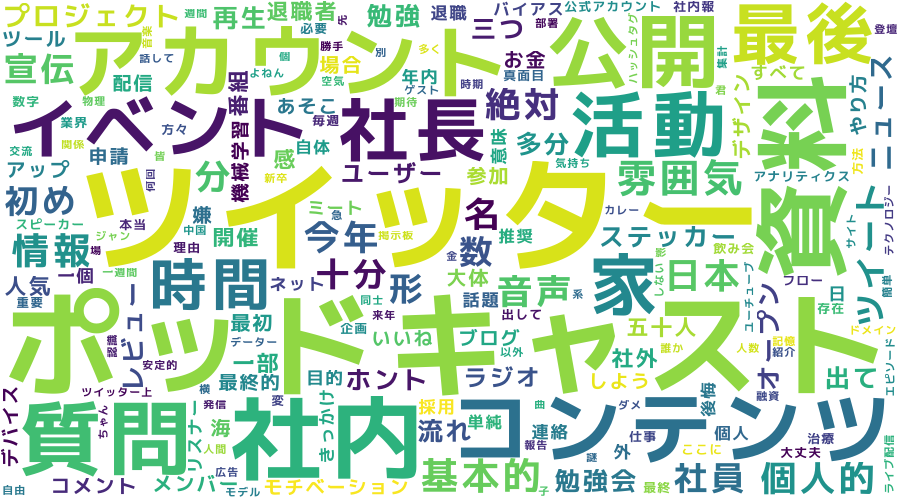 プロジェクト
週間
再生
退職者
勉強
退職
バイアス
公式アカウント
社内報
先
ツール
音楽
必要
三つ
部署
登壇
宣伝
話して
個
勝手
別
多く
お金
ハッシュタグ
集計
最後
アカウント
公開
配信
よねん
空気
場合
年内
ゲスト
真面目
すべて
数字
物理
番組
あそこ
時期
期待
絶対
君
デザイン
やり方
ニュース
イベント
社長
活動
資料
業界
方々
毎週
交流
関係
皆
機械学習
自体
多分
意味
アップ
申請
感
ユーザー
参加
気持ち
雰囲気
アナリティクス
方法
初め
何回
分
新卒
ツイッター
カレー
スピーカー
本当
嫌
ミート
名
サイト
テクノロジー
ジャン
場
中国
開催
今年
急
掲示板
推奨
数
ステッカー
飲み会
ツイート
情報
理由
金
しない
影
人気
一個
一週間
時間
ネット
十分
大体
形
話題
系
音声
家
日本
ユーチューブ
フロー
簡単
重要
レビュー
同士
来年
出して
日
存在
オープン
ポッドキャスト
最初
企画
いいね
ブログ
五十人
誰か
記憶
紹介
ドメイン
認識
安定的
データー
一部
以外
社外
人数
エピソード
デバイス
ツイッター上
横
最終的
目的
ホント
ラジオ
しよう
後悔
融資
出て
質問
ちゃん
発信
社内
変
きっかけ
採用
単純
曲
コンテンツ
ダメ
個人
治療
リスナー
海
流れ
連絡
謎
外
仕事
ここに
大丈夫
ライブ配信
コメント
人間
広告
報告
基本的
勉強会
社員
個人的
自由
メンバー
モデル
モチベーション
子
最終